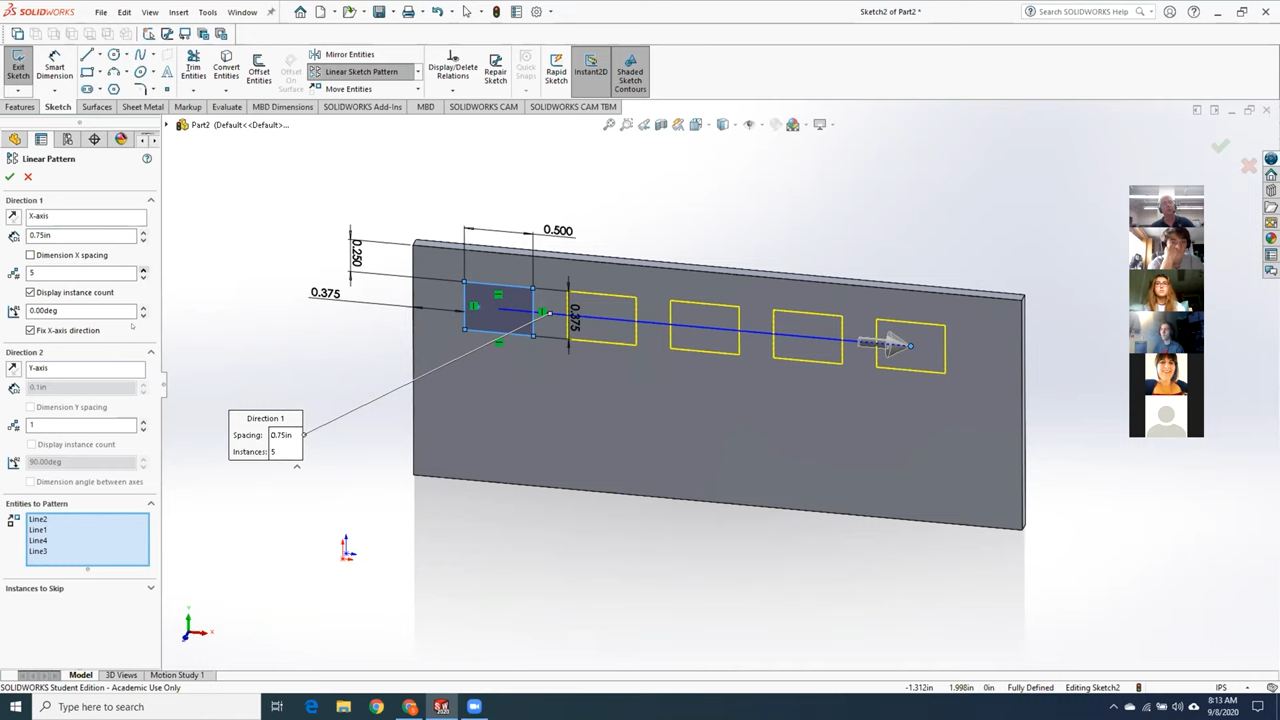 SOLIDWORKS File Edit View Insert Tools Window Sketch2 of Part2 * Search SOLIDWORKS Help
Exit Sketch Smart Dimension Trim Entities Convert Entities Offset Entities Offset On Surface Mirror Entities Linear Sketch Pattern Move Entities Display/Delete Relations Repair Sketch Quick Snaps Rapid Sketch Instant2D Shaded Sketch Contours
Features Sketch Surfaces Sheet Metal Markup Evaluate MBD Dimensions SOLIDWORKS Add-Ins MBD SOLIDWORKS CAM SOLIDWORKS CAM TBM
Part2 (Default<<Default>...
Linear Pattern
Direction 1
X-axis
0.75in
Dimension X spacing
5
Display instance count
0.00deg
Fix X-axis direction
Direction 2
Y-axis
0.1in
Dimension Y spacing
1
Display instance count
90.00deg
Dimension angle between axes
Entities to Pattern
Line2
Line1
Line4
Line3
Instances to Skip
0.500
0.250
0.375
0.375
Direction 1
Spacing: 0.75in
Instances: 5
Y
X
Model 3D Views Motion Study 1
SOLIDWORKS Student Edition - Academic Use Only -1.312in 1.998in 0in Fully Defined Editing Sketch2 IPS
Type here to search
8:13 AM
9/8/2020